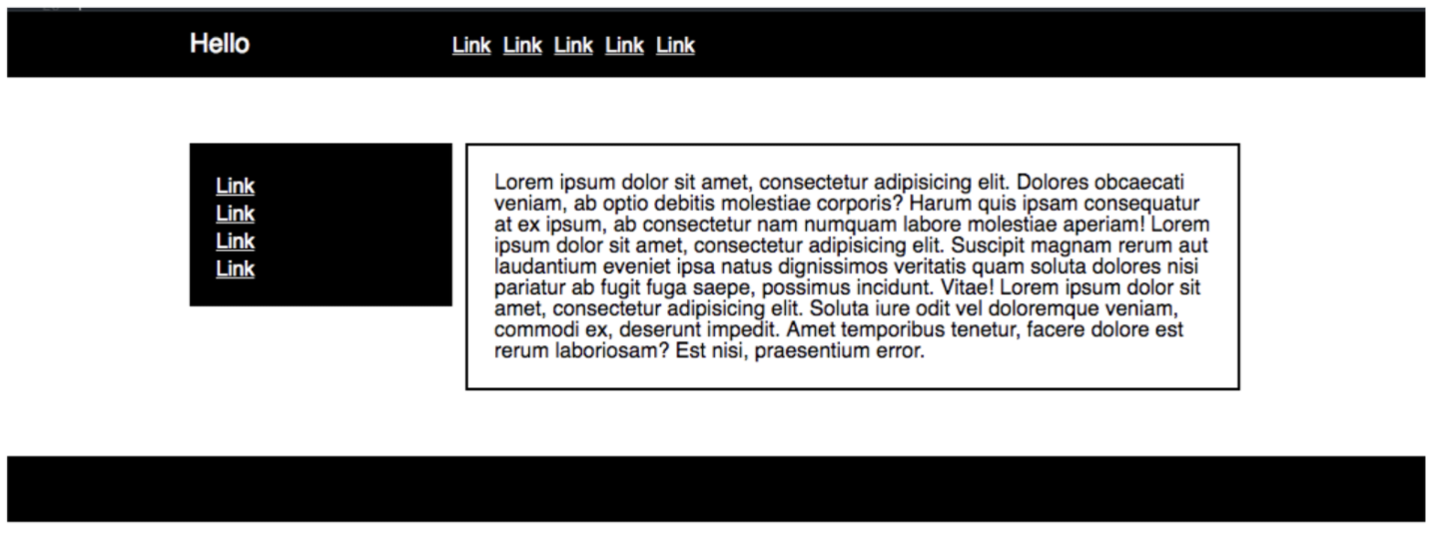 Hello
Link Link Link Link Link
Link
Link
Link
Link
Lorem ipsum dolor sit amet, consectetur adipisicing elit. Dolores obcaecati
veniam, ab optio debitis molestiae corporis? Harum quis ipsam consequatur
at ex ipsum, ab consectetur nam numquam labore molestiae aperiam! Lorem
ipsum dolor sit amet, consectetur adipisicing elit. Suscipit magnam rerum aut
laudantium eveniet ipsa natus dignissimos veritatis quam soluta dolores nisi
pariatur ab fugit fuga saepe, possimus incidunt. Vitae! Lorem ipsum dolor sit
amet, consectetur adipisicing elit. Soluta iure odit vel doloremque veniam,
commodi ex, deserunt impedit. Amet temporibus tenetur, facere dolore est
rerum laboriosam? Est nisi, praesentium error.